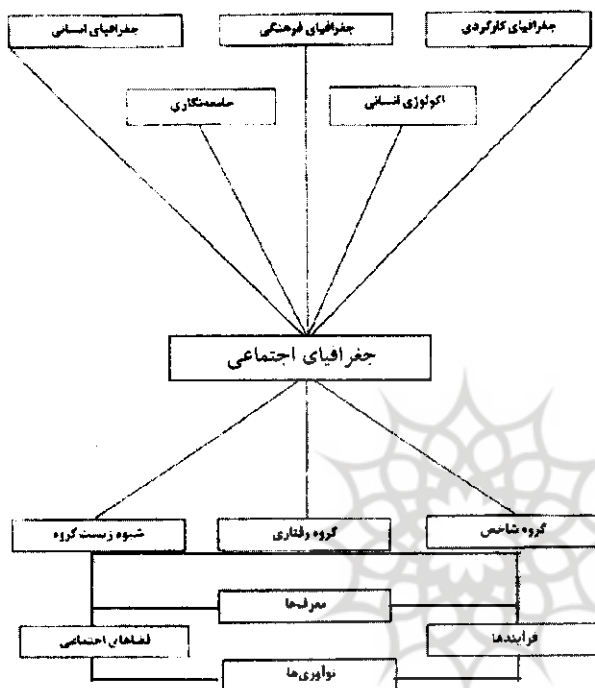 جغرافیای کارکردی
جغرافیای فرهنگی
جغرافیای انسانی
اکولوژی انسانی
جامعه‌نگاری
جغرافیای اجتماعی
گروه شاخص
گروه رفتاری
شیوه زیست گروه
معرف‌ها
فرایندها
فضاهای اجتماعی
نوآوری‌ها